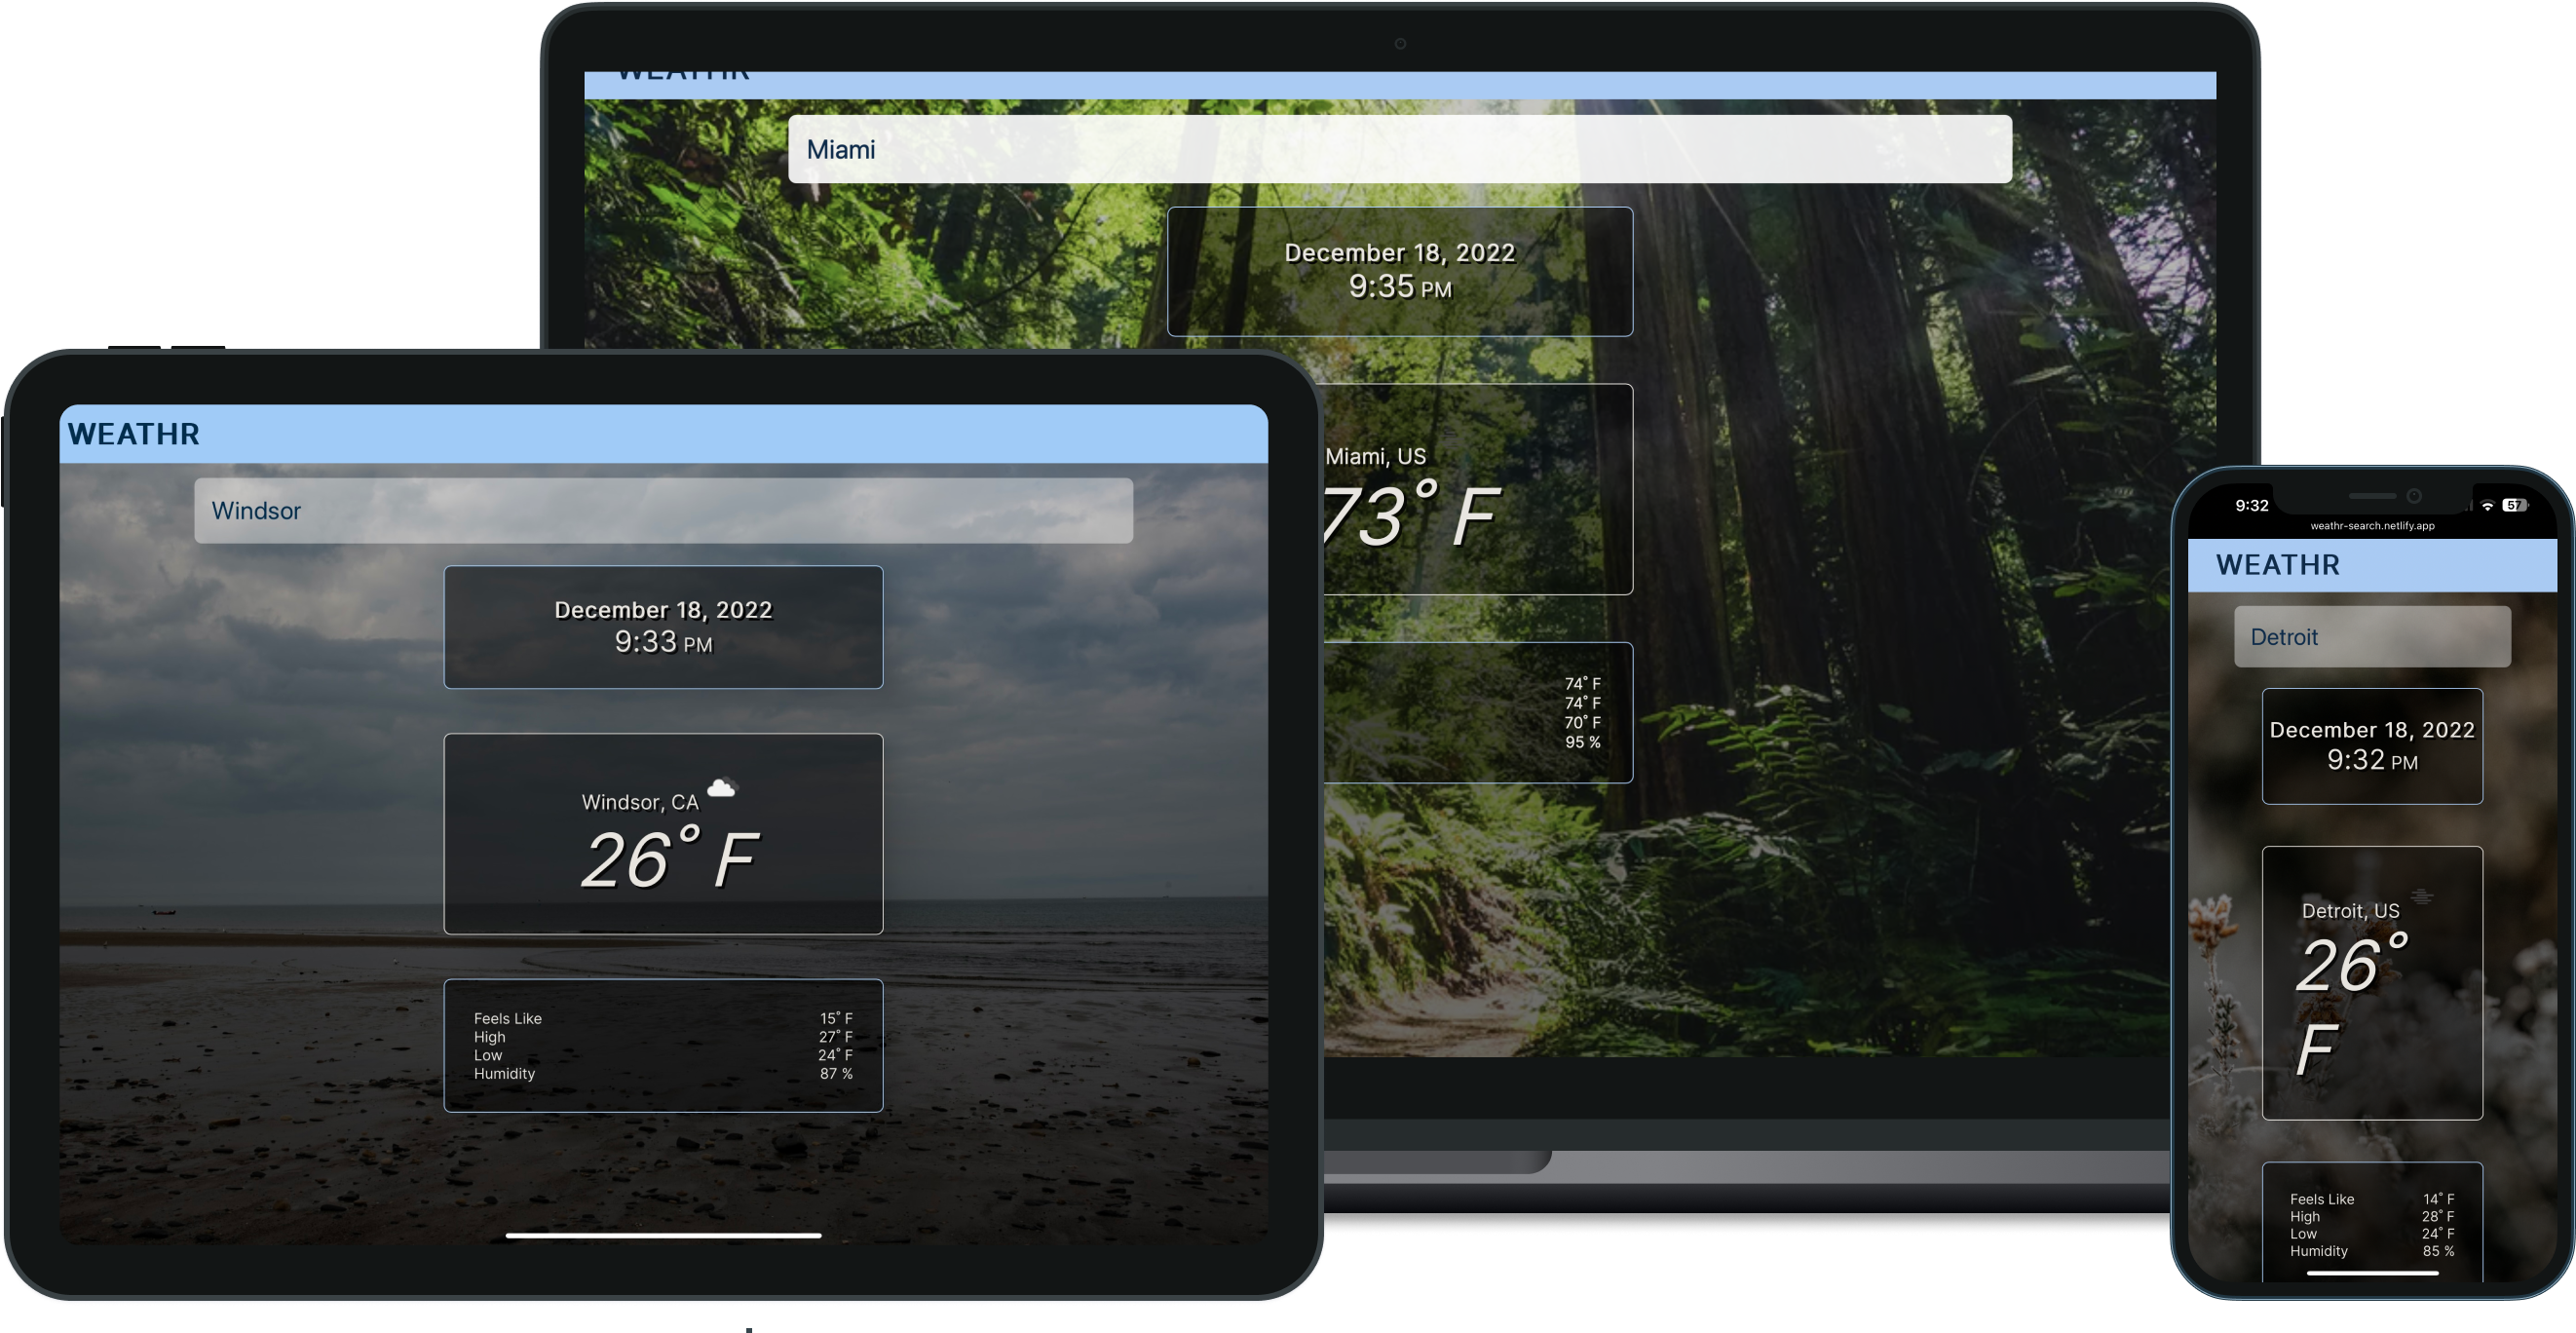 WEATHR
Miami
December 18, 2022
9:35 PM
Miami, US
73° F
74° F
74° F
70° F
95 %
WEATHR
Windsor
December 18, 2022
9:33 PM
Windsor, CA
26° F
Feels Like 15° F
High 27° F
Low 24° F
Humidity 87 %
9:32
57
weathr-search.netlify.app
WEATHR
Detroit
December 18, 2022
9:32 PM
Detroit, US
26°
F
Feels Like 14° F
High 28° F
Low 24° F
Humidity 85 %